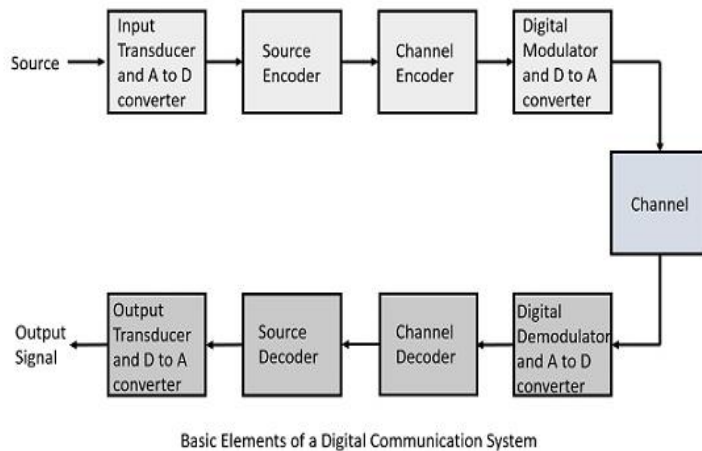 Source
Input
Transducer
and A to D
converter
Source
Encoder
Channel
Encoder
Digital
Modulator
and D to A
converter
Channel
Output
Signal
Output
Transducer
and D to A
converter
Source
Decoder
Channel
Decoder
Digital
Demodulator
and A to D
converter
Basic Elements of a Digital Communication System